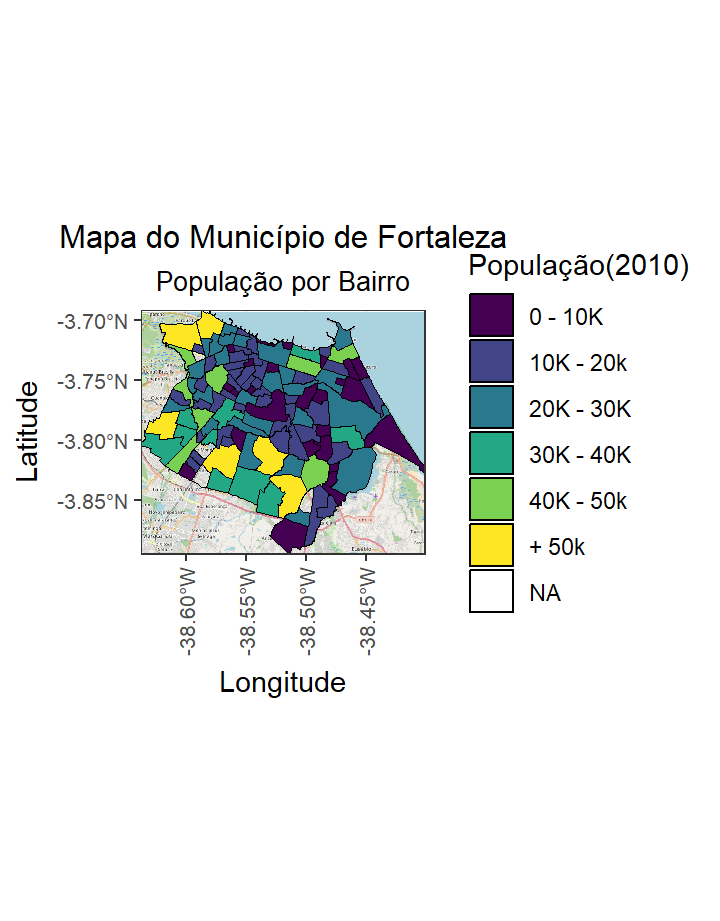 Mapa do Município de Fortaleza
População por Bairro
População(2010)
0 - 10K
10K - 20k
20K - 30K
30K - 40K
40K - 50k
+ 50k
NA
Latitude
-3.70°N
-3.75°N
-3.80°N
-3.85°N
-38.60°W
-38.55°W
-38.50°W
-38.45°W
Longitude